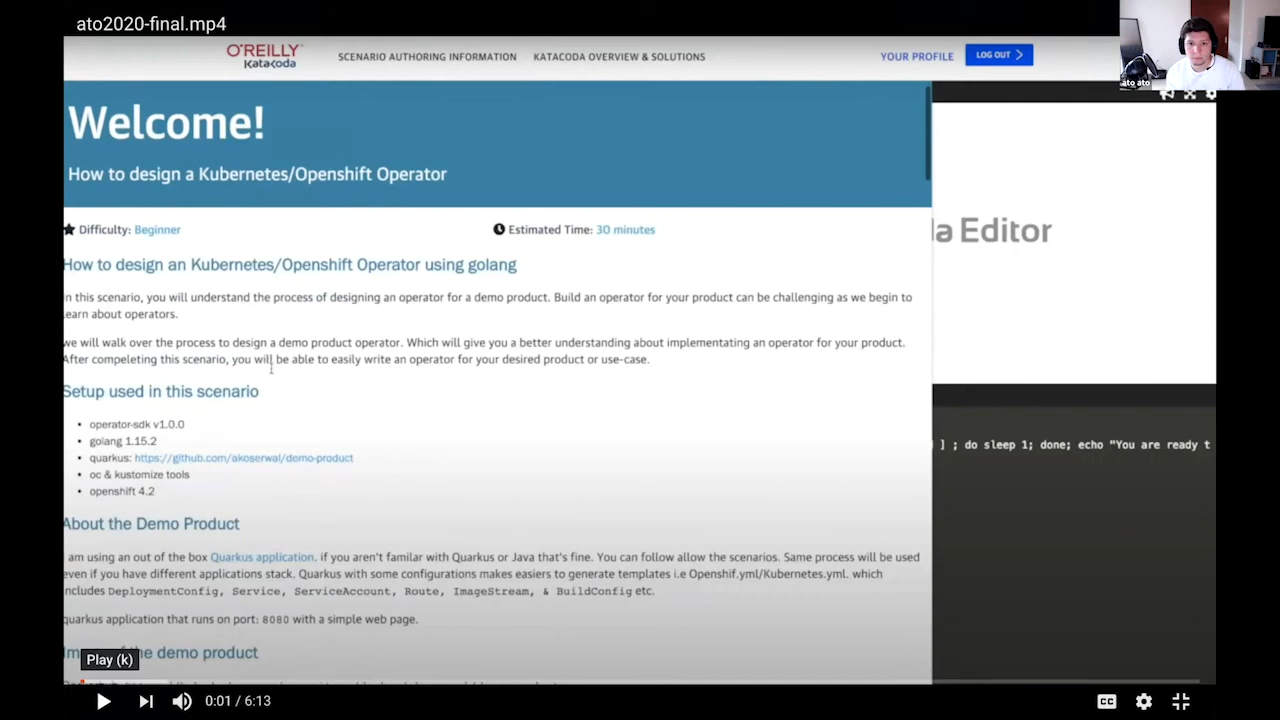 ato2020-final.mp4
O'REILLY
Katacoda
SCENARIO AUTHORING INFORMATION
KATACODA OVERVIEW & SOLUTIONS
YOUR PROFILE
LOG OUT
ato ato
Welcome!
How to design a Kubernetes/Openshift Operator
Difficulty: Beginner
Estimated Time: 30 minutes
How to design an Kubernetes/Openshift Operator using golang
In this scenario, you will understand the process of designing an operator for a demo product. Build an operator for your product can be challenging as we begin to
learn about operators.
we will walk over the process to design a demo product operator. Which will give you a better understanding about implementating an operator for your product.
After compeleting this scenario, you will be able to easily write an operator for your desired product or use-case.
Setup used in this scenario
• operator-sdk v1.0.0
• golang 1.15.2
• quarkus: https://github.com/akoserwal/demo-product
• oc & kustomize tools
• openshift 4.2
About the Demo Product
I am using an out of the box Quarkus application. if you aren't familar with Quarkus or Java that's fine. You can follow allow the scenarios. Same process will be used
even if you have different applications stack. Quarkus with some configurations makes easiers to generate templates i.e Openshif.yml/Kubernetes.yml. which
includes DeploymentConfig, Service, ServiceAccount, Route, ImageStream, & BuildConfig etc.
quarkus application that runs on port: 8080 with a simple web page.
the demo product
la Editor
] ; do sleep 1; done; echo "You are ready t
Play (k)
0:01 / 6:13
CC